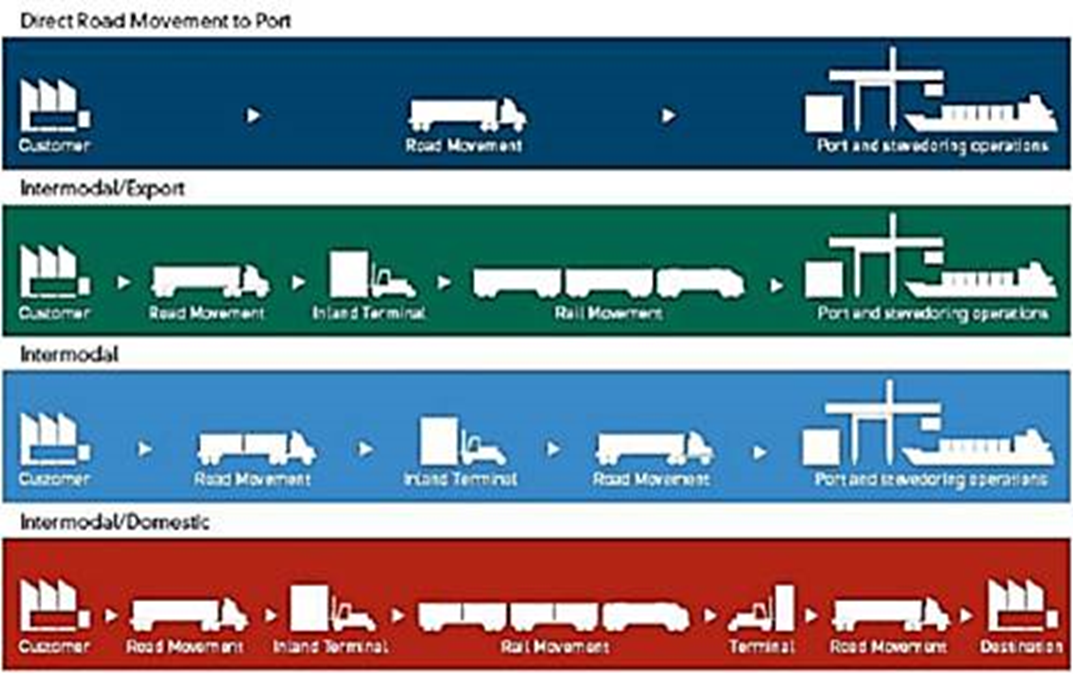 Direct Road Movement to Port
Customer Road Movement Port and stevedoring operations
Intermodal/Export
Customer Road Movement Inland Terminal Rail Movement Port and stevedoring operations
Intermodal
Customer Road Movement Inland Terminal Road Movement Port and stevedoring operations
Intermodal/Domestic
Customer Road Movement Inland Terminal Rail Movement Terminal Road Movement Destination